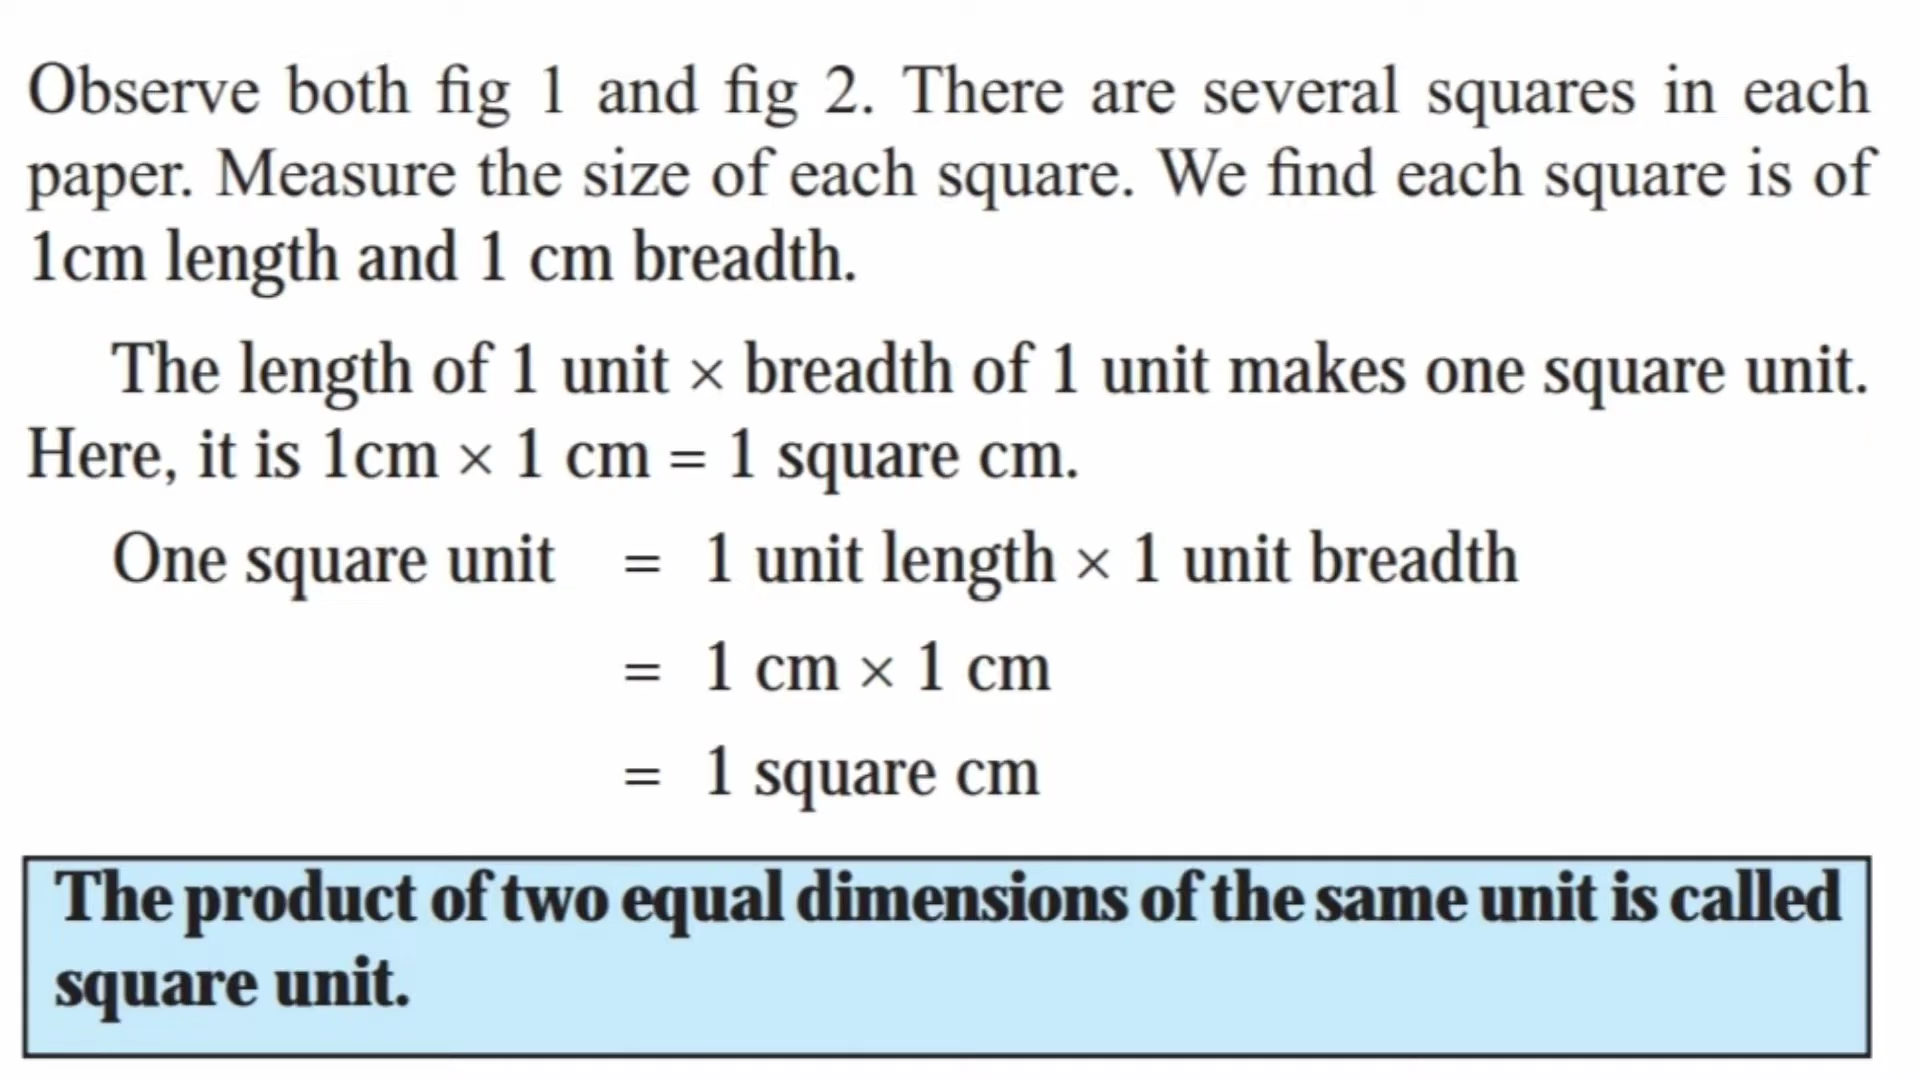 Observe both fig 1 and fig 2. There are several squares in each
paper. Measure the size of each square. We find each square is of
1cm length and 1 cm breadth.
The length of 1 unit × breadth of 1 unit makes one square unit.
Here, it is 1cm × 1 cm = 1 square cm.
One square unit = 1 unit length × 1 unit breadth
= 1 cm × 1 cm
= 1 square cm
The product of two equal dimensions of the same unit is called
square unit.